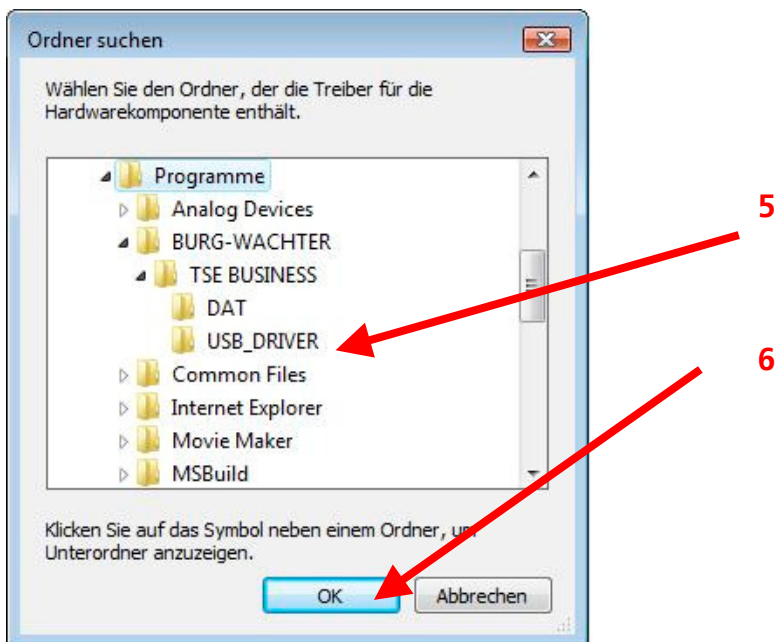 Ordner suchen
Wählen Sie den Ordner, der die Treiber für die
Hardwarekomponente enthält.
Programme
Analog Devices
5
BURG-WACHTER
TSE BUSINESS
DAT
USB_DRIVER
6
Common Files
Internet Explorer
Movie Maker
MSBuild
Klicken Sie auf das Symbol neben einem Ordner, um
Unterordner anzuzeigen.
OK
Abbrechen